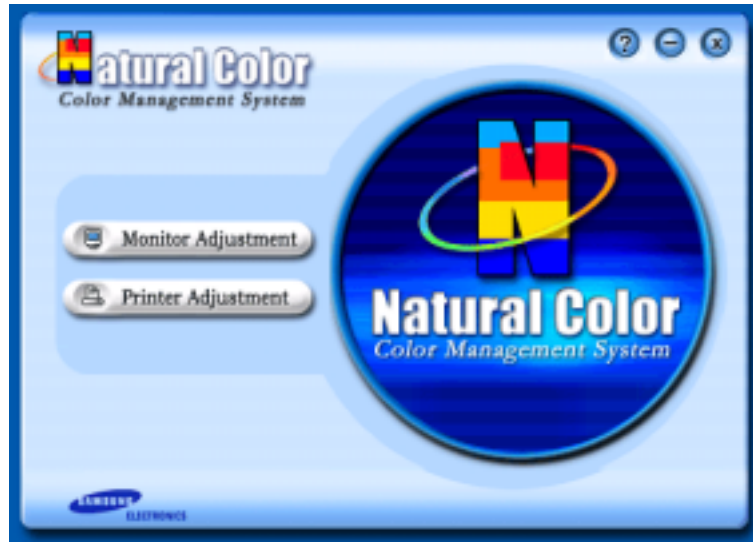 Natural Color
Color Management System
?
Monitor Adjustment
Printer Adjustment
Natural Color
Color Management System
SAMSUNG
ELECTRONICS